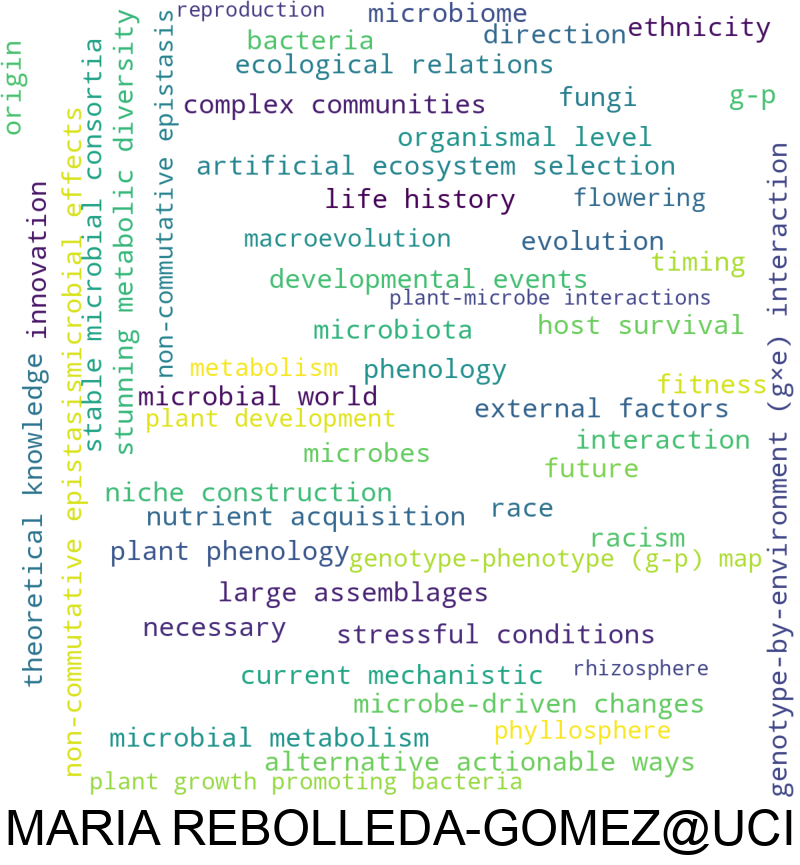 reproduction
microbiome
ethnicity
direction
bacteria
ecological relations
fungi
g-p
complex communities
organismal level
artificial ecosystem selection
life history
flowering
macroevolution
evolution
timing
developmental events
plant-microbe interactions
microbiota
host survival
metabolism
phenology
fitness
microbial world
plant development
external factors
interaction
microbes
future
niche construction
nutrient acquisition
race
racism
plant phenology
genotype-phenotype (g-p) map
large assemblages
necessary
stressful conditions
current mechanistic
rhizosphere
microbe-driven changes
phyllosphere
microbial metabolism
alternative actionable ways
plant growth promoting bacteria
origin
innovation
theoretical knowledge
microbial effects
non-commutative epistasis
stable microbial consortia
stunning metabolic diversity
non-commutative epistasis
genotype-by-environment (g×e) interaction
MARIA REBOLLEDA-GOMEZ@UCI